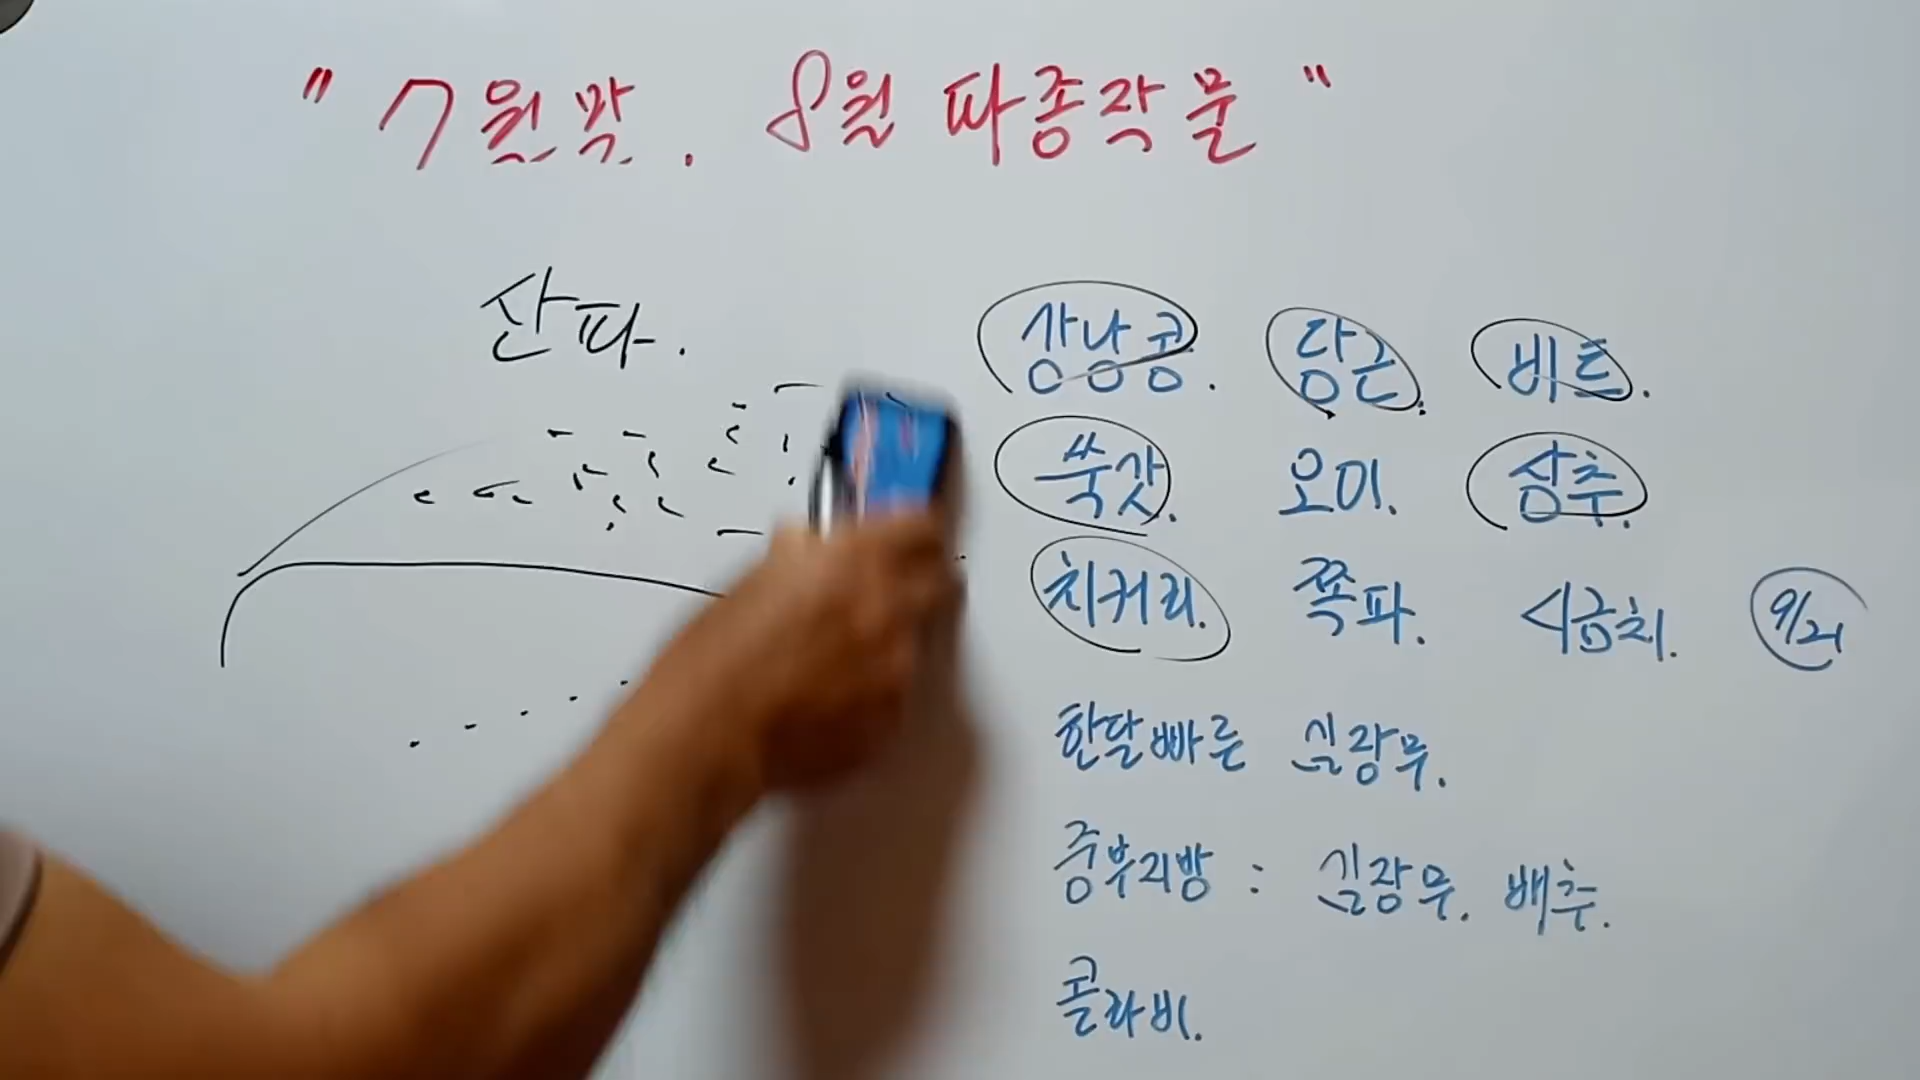 "7월말. 8월 파종작물"
산파.
강낭콩. 당근. 비트.
쑥갓. 오이. 상추.
치커리. 쪽파. 시금치. 9/21
한달빠른 김장무.
중부지방 : 김장무. 배추.
콜라비.